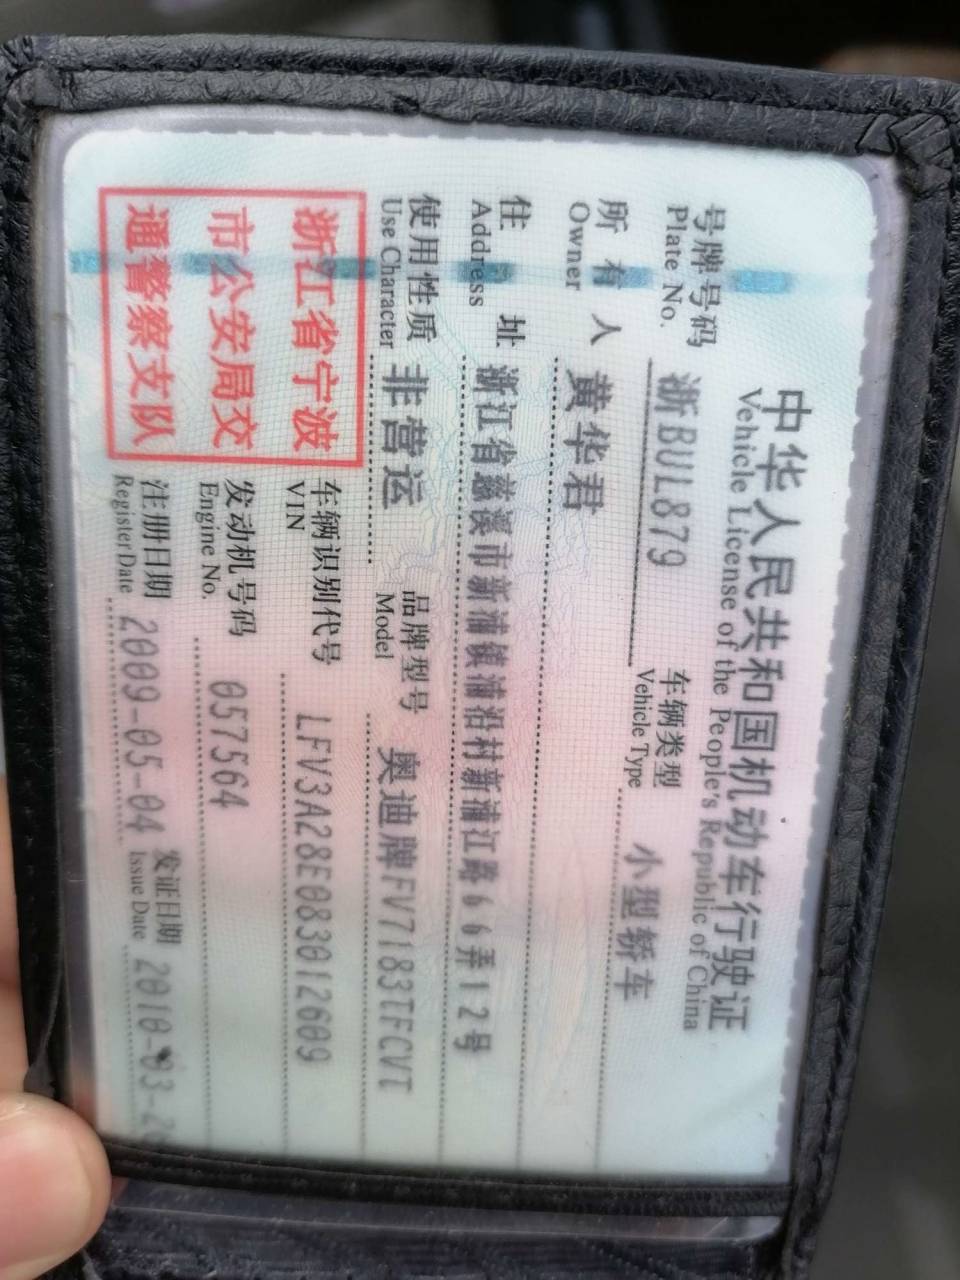 中华人民共和国机动车行驶证
Vehicle License of the People's Republic of China
号牌号码 浙BUL879 车辆类型 小型轿车
Plate No. Vehicle Type
所有人 黄华君
Owner
住址 浙江省慈溪市新浦镇浦沿村新浦江路66弄12号
Address
使用性质 非营运 品牌型号 奥迪牌FV7183TFCVT
Use Character Model
浙江省宁波
市公安局交
通警察支队
车辆识别代号 LFV3A28E083012609
VIN
发动机号码 057564
Engine No.
注册日期 2009-05-04 发证日期 2010-03-2
Register Date Issue Date